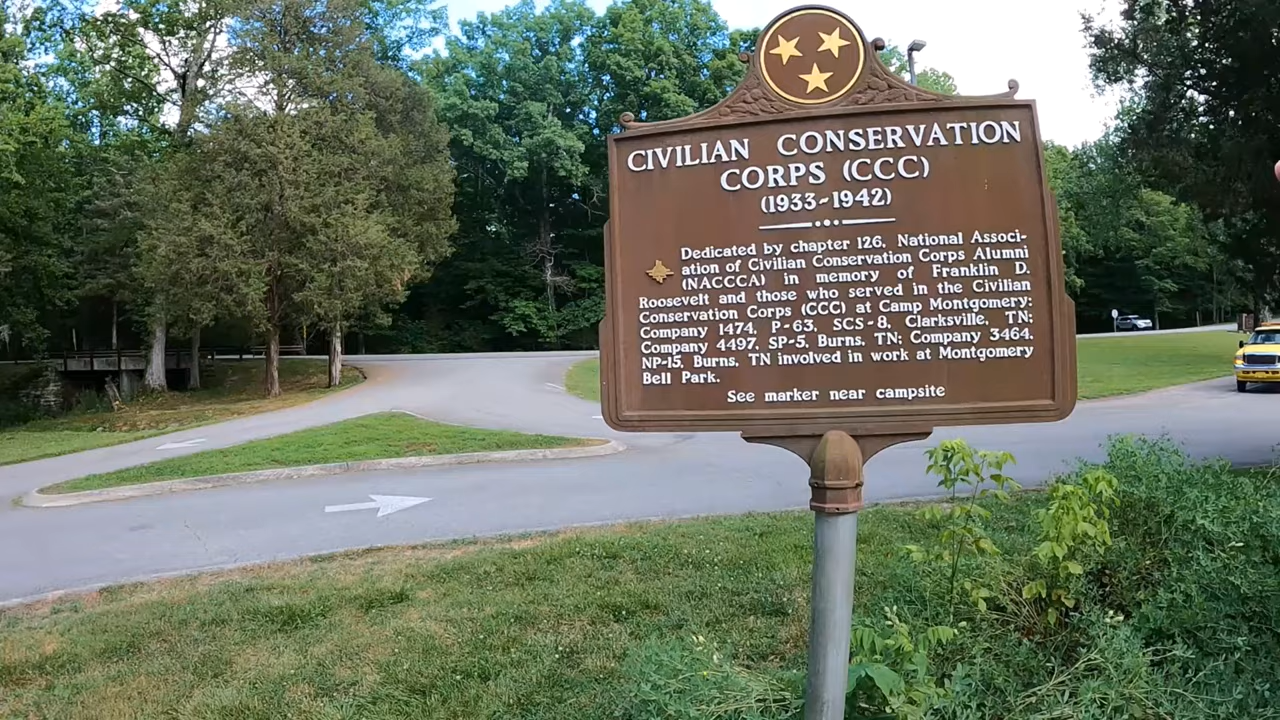 CIVILIAN CONSERVATION
CORPS (CCC)
(1933-1942)
Dedicated by chapter 126, National Associ-
ation of Civilian Conservation Corps Alumni
(NACCCA) in memory of Franklin D.
Roosevelt and those who served in the Civilian
Conservation Corps (CCC) at Camp Montgomery:
Company 1474, P-63, SCS-8, Clarksville, TN;
Company 4497, SP-5, Burns, TN; Company 3464,
NP-15, Burns, TN involved in work at Montgomery
Bell Park.
See marker near campsite